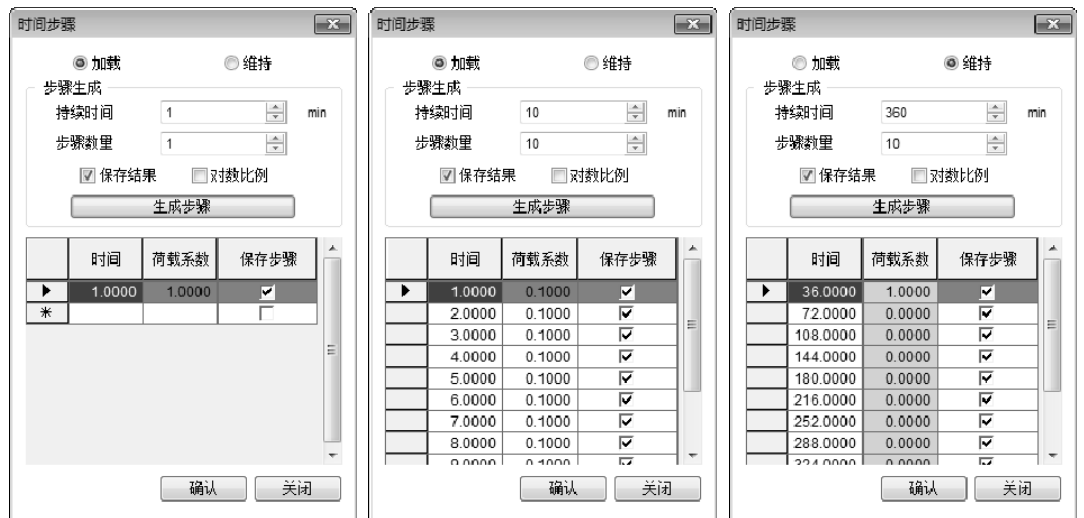 时间步骤
加载 维持
步骤生成
持续时间 1 min
步骤数量 1
保存结果 对数比例
生成步骤
时间 荷载系数 保存步骤
1.0000 1.0000
确认 关闭
时间步骤
加载 维持
步骤生成
持续时间 10 min
步骤数量 10
保存结果 对数比例
生成步骤
时间 荷载系数 保存步骤
1.0000 0.1000
2.0000 0.1000
3.0000 0.1000
4.0000 0.1000
5.0000 0.1000
6.0000 0.1000
7.0000 0.1000
8.0000 0.1000
9.0000 0.1000
确认 关闭
时间步骤
加载 维持
步骤生成
持续时间 360 min
步骤数量 10
保存结果 对数比例
生成步骤
时间 荷载系数 保存步骤
36.0000 1.0000
72.0000 0.0000
108.0000 0.0000
144.0000 0.0000
180.0000 0.0000
216.0000 0.0000
252.0000 0.0000
288.0000 0.0000
324.0000 0.0000
确认 关闭